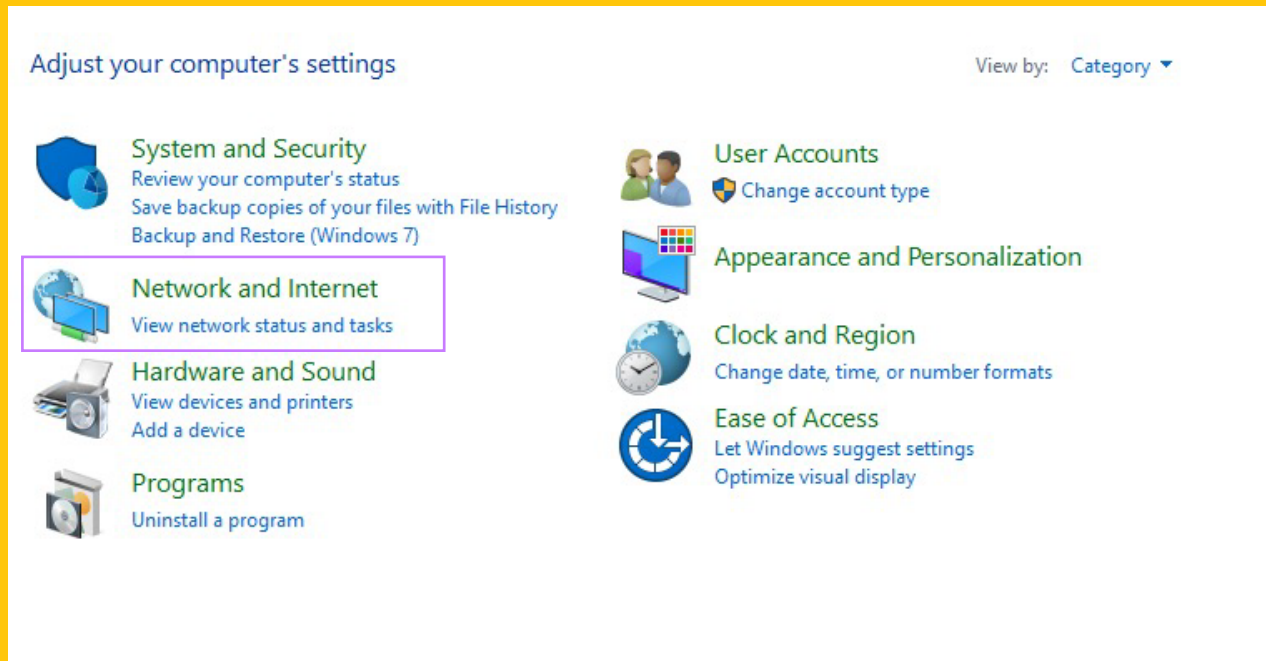 Adjust your computer's settings
View by: Category
System and Security
Review your computer's status
Save backup copies of your files with File History
Backup and Restore (Windows 7)
Network and Internet
View network status and tasks
Hardware and Sound
View devices and printers
Add a device
Programs
Uninstall a program
User Accounts
Change account type
Appearance and Personalization
Clock and Region
Change date, time, or number formats
Ease of Access
Let Windows suggest settings
Optimize visual display